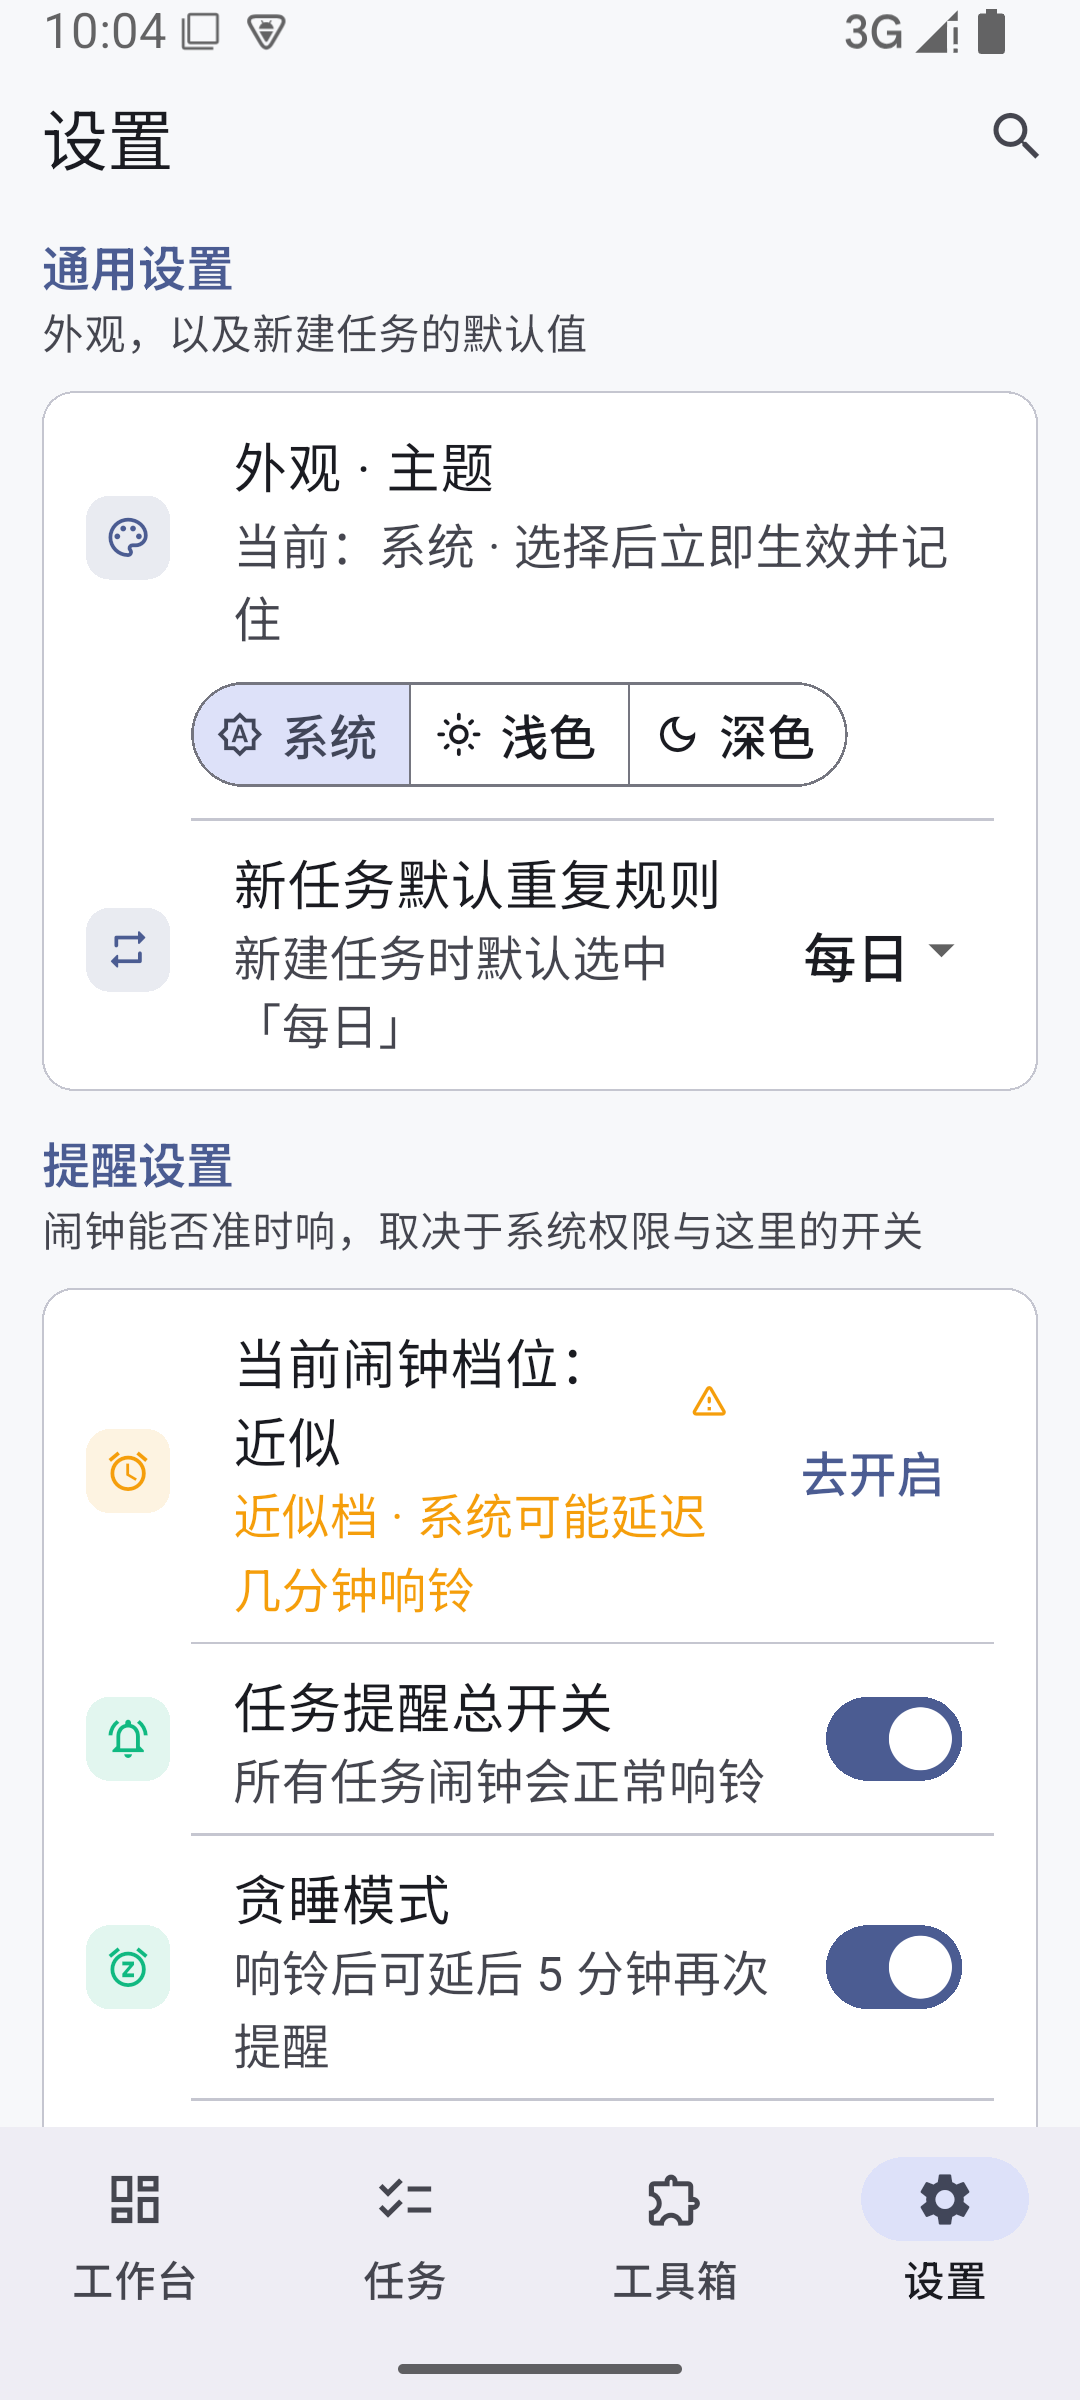 10:04
3G
设置
通用设置
外观，以及新建任务的默认值
外观 · 主题
当前：系统 · 选择后立即生效并记
住
系统
浅色
深色
新任务默认重复规则
新建任务时默认选中
「每日」
每日
提醒设置
闹钟能否准时响，取决于系统权限与这里的开关
当前闹钟档位：
近似
近似档 · 系统可能延迟
几分钟响铃
去开启
任务提醒总开关
所有任务闹钟会正常响铃
贪睡模式
响铃后可延后 5 分钟再次
提醒
工作台
任务
工具箱
设置